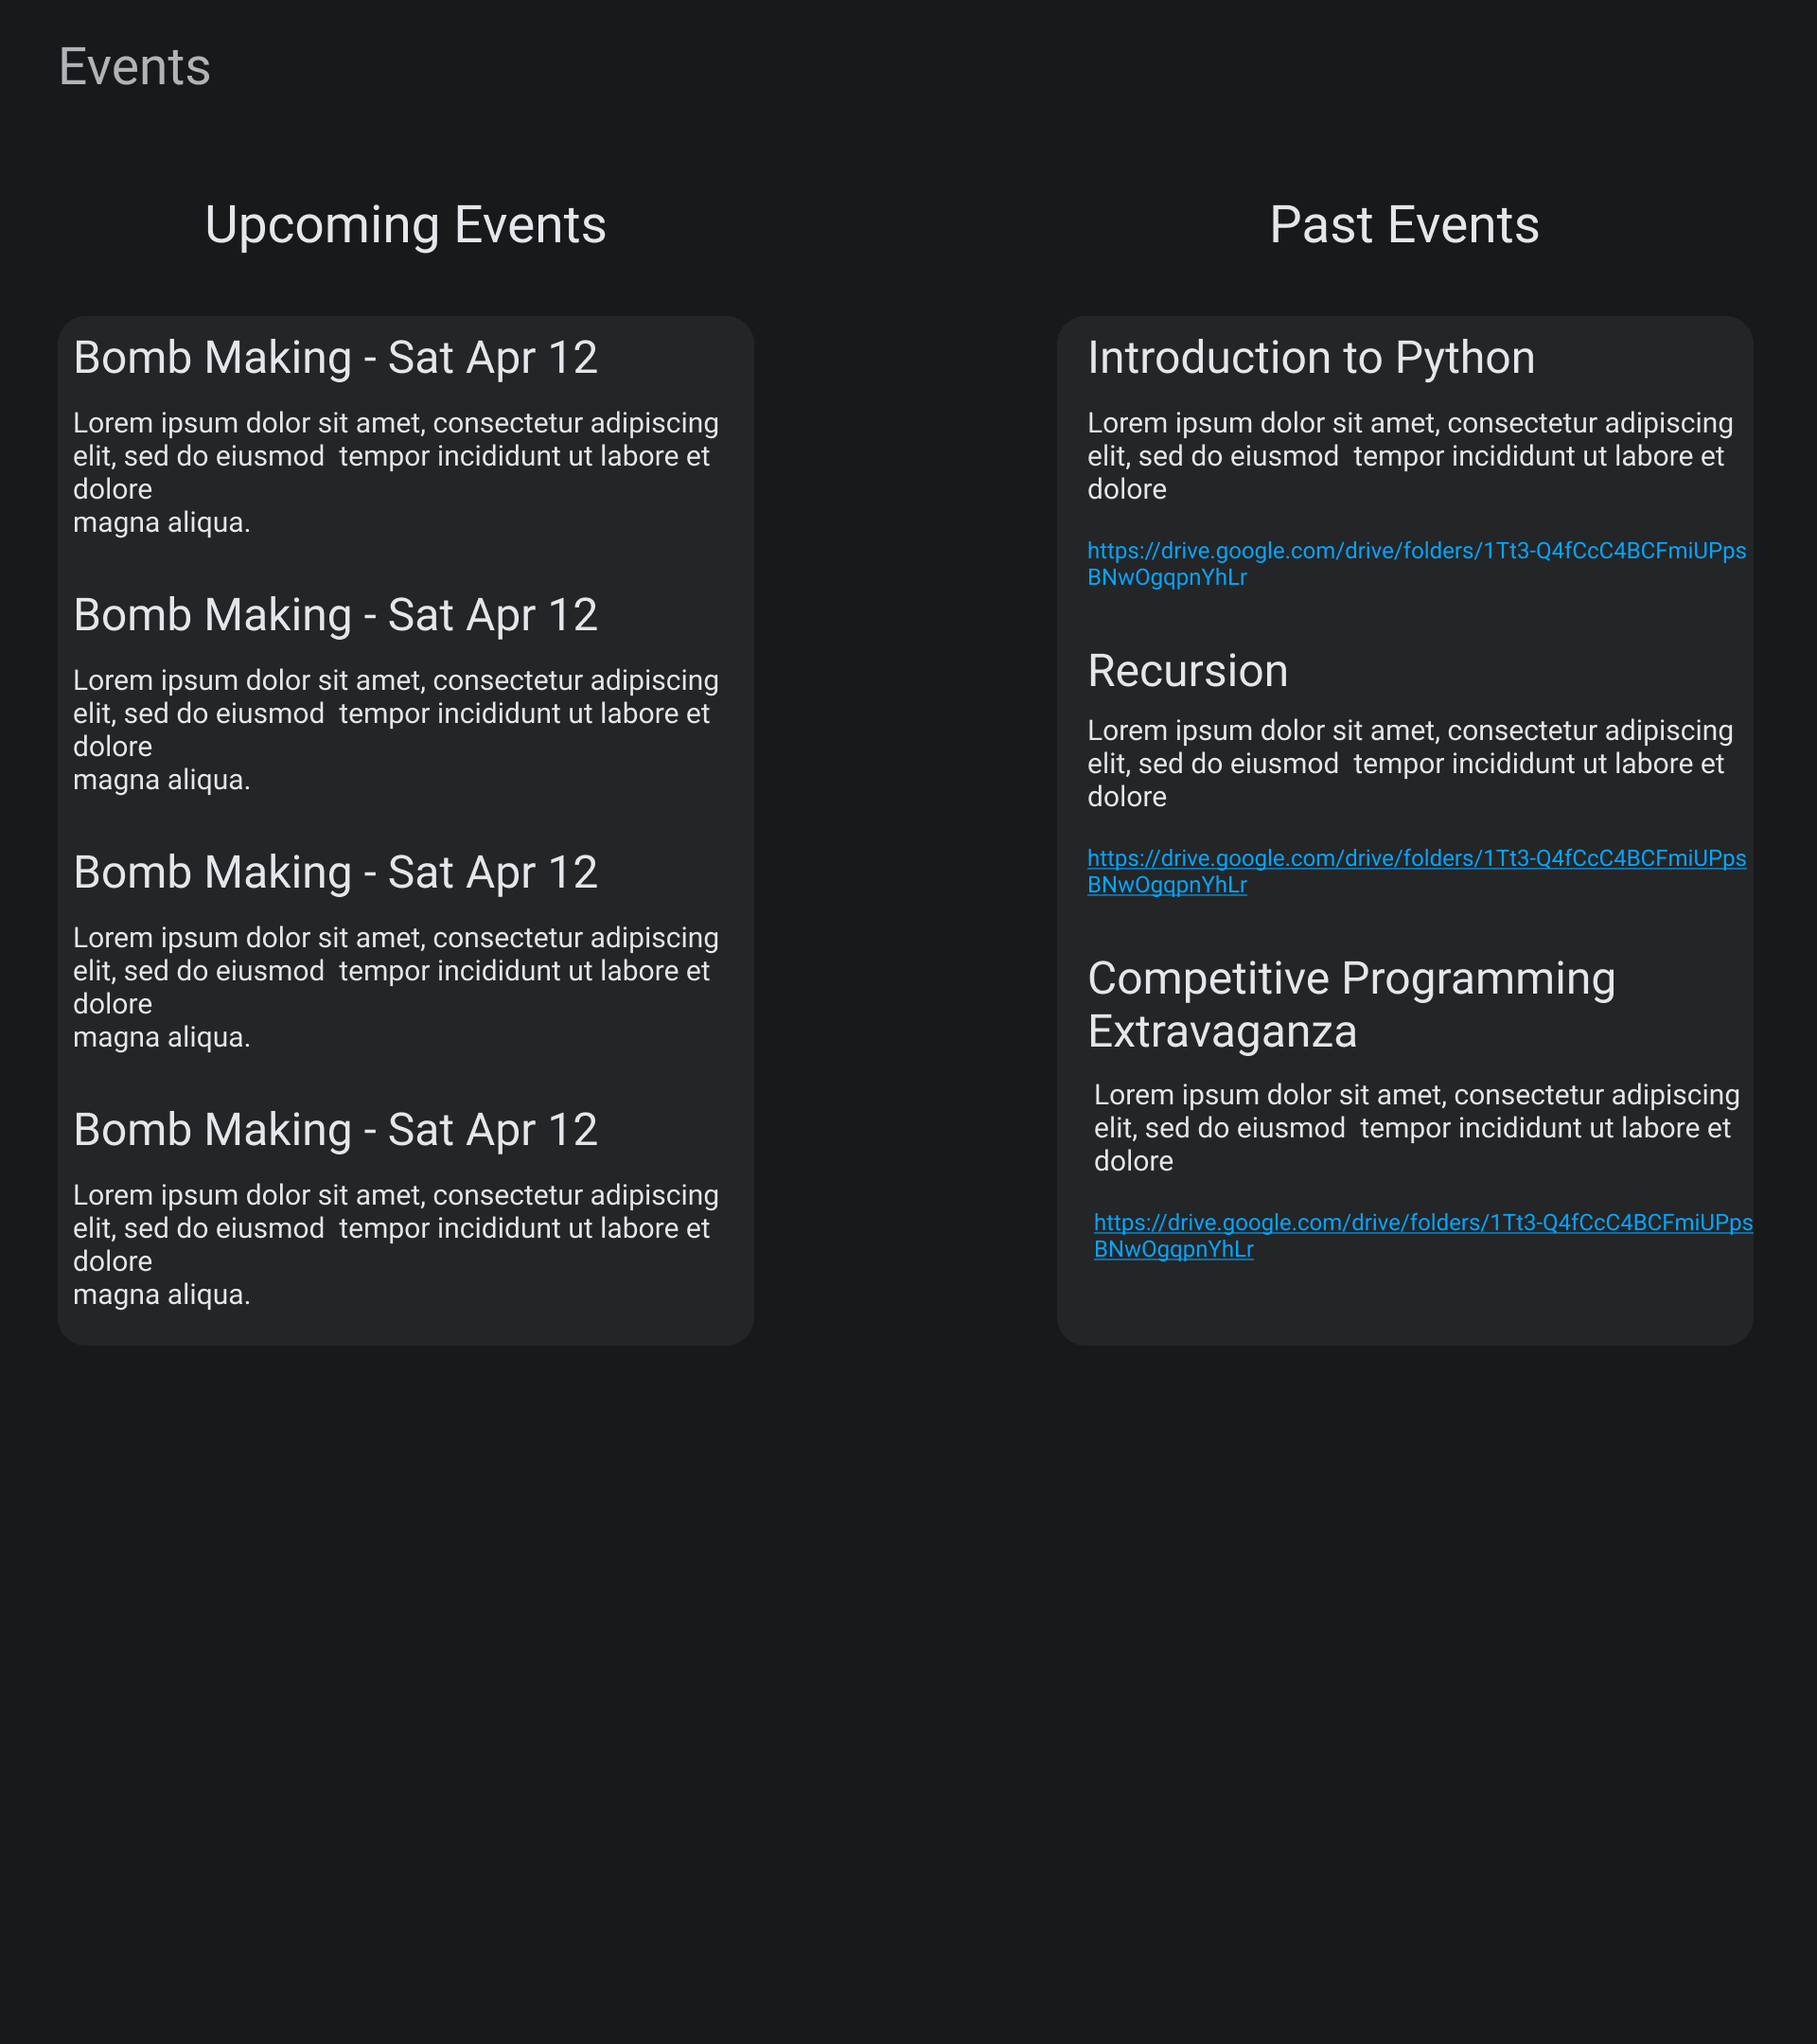 Events
Upcoming Events
Bomb Making - Sat Apr 12
Lorem ipsum dolor sit amet, consectetur adipiscing
elit, sed do eiusmod  tempor incididunt ut labore et
dolore
magna aliqua.
Bomb Making - Sat Apr 12
Lorem ipsum dolor sit amet, consectetur adipiscing
elit, sed do eiusmod  tempor incididunt ut labore et
dolore
magna aliqua.
Bomb Making - Sat Apr 12
Lorem ipsum dolor sit amet, consectetur adipiscing
elit, sed do eiusmod  tempor incididunt ut labore et
dolore
magna aliqua.
Bomb Making - Sat Apr 12
Lorem ipsum dolor sit amet, consectetur adipiscing
elit, sed do eiusmod  tempor incididunt ut labore et
dolore
magna aliqua.
Past Events
Introduction to Python
Lorem ipsum dolor sit amet, consectetur adipiscing
elit, sed do eiusmod  tempor incididunt ut labore et
dolore
https://drive.google.com/drive/folders/1Tt3-Q4fCcC4BCFmiUPps
BNwOgqpnYhLr
Recursion
Lorem ipsum dolor sit amet, consectetur adipiscing
elit, sed do eiusmod  tempor incididunt ut labore et
dolore
https://drive.google.com/drive/folders/1Tt3-Q4fCcC4BCFmiUPps
BNwOgqpnYhLr
Competitive Programming
Extravaganza
Lorem ipsum dolor sit amet, consectetur adipiscing
elit, sed do eiusmod  tempor incididunt ut labore et
dolore
https://drive.google.com/drive/folders/1Tt3-Q4fCcC4BCFmiUPps
BNwOgqpnYhLr